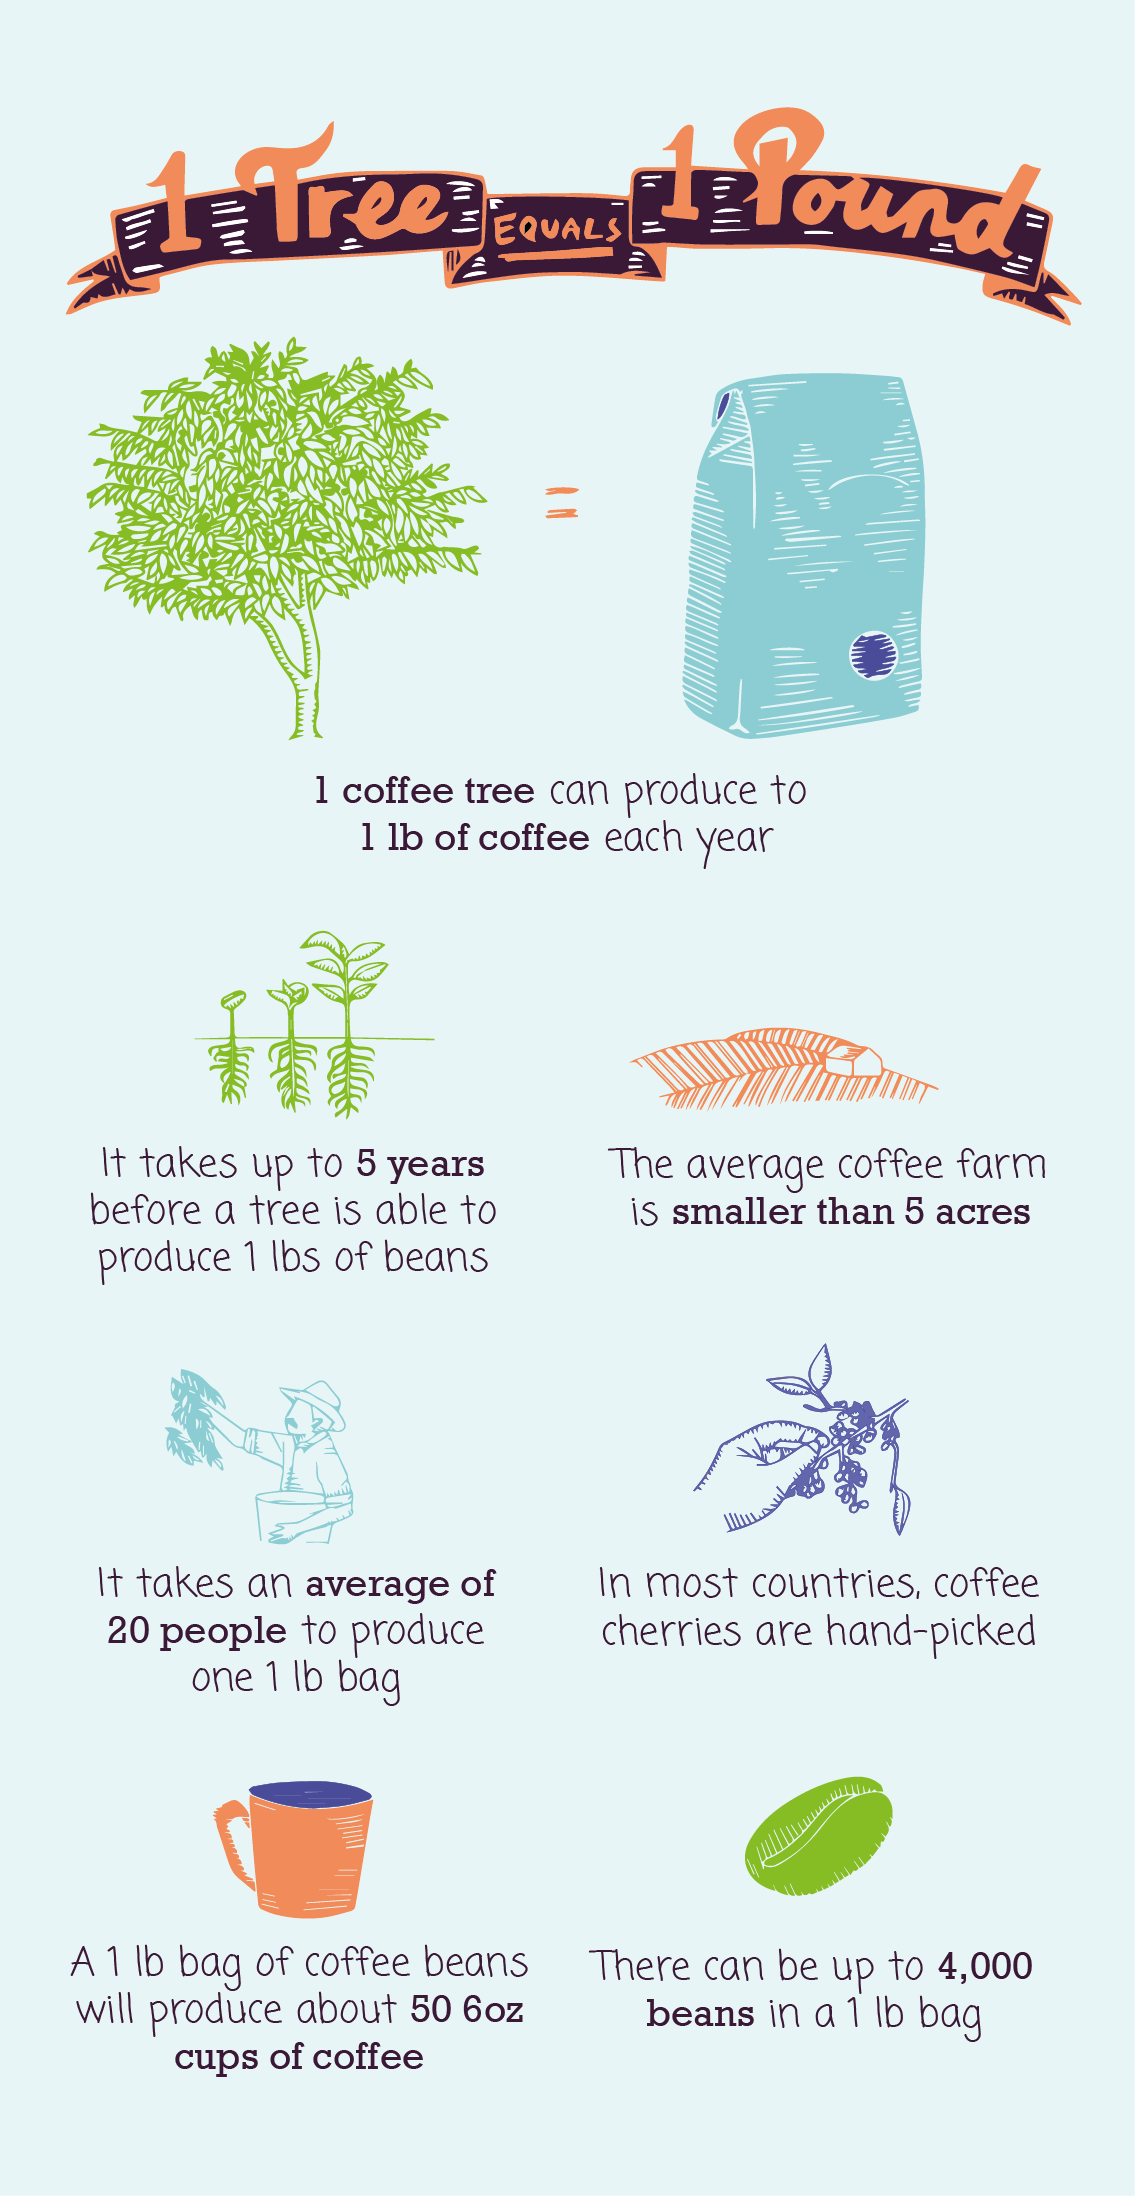 1 Tree EQUALS 1 Pound
=
1 coffee tree can produce to
1 lb of coffee each year
It takes up to 5 years
before a tree is able to
produce 1 lbs of beans
The average coffee farm
is smaller than 5 acres
It takes an average of
20 people to produce
one 1 lb bag
In most countries, coffee
cherries are hand-picked
A 1 lb bag of coffee beans
will produce about 50 6oz
cups of coffee
There can be up to 4,000
beans in a 1 lb bag